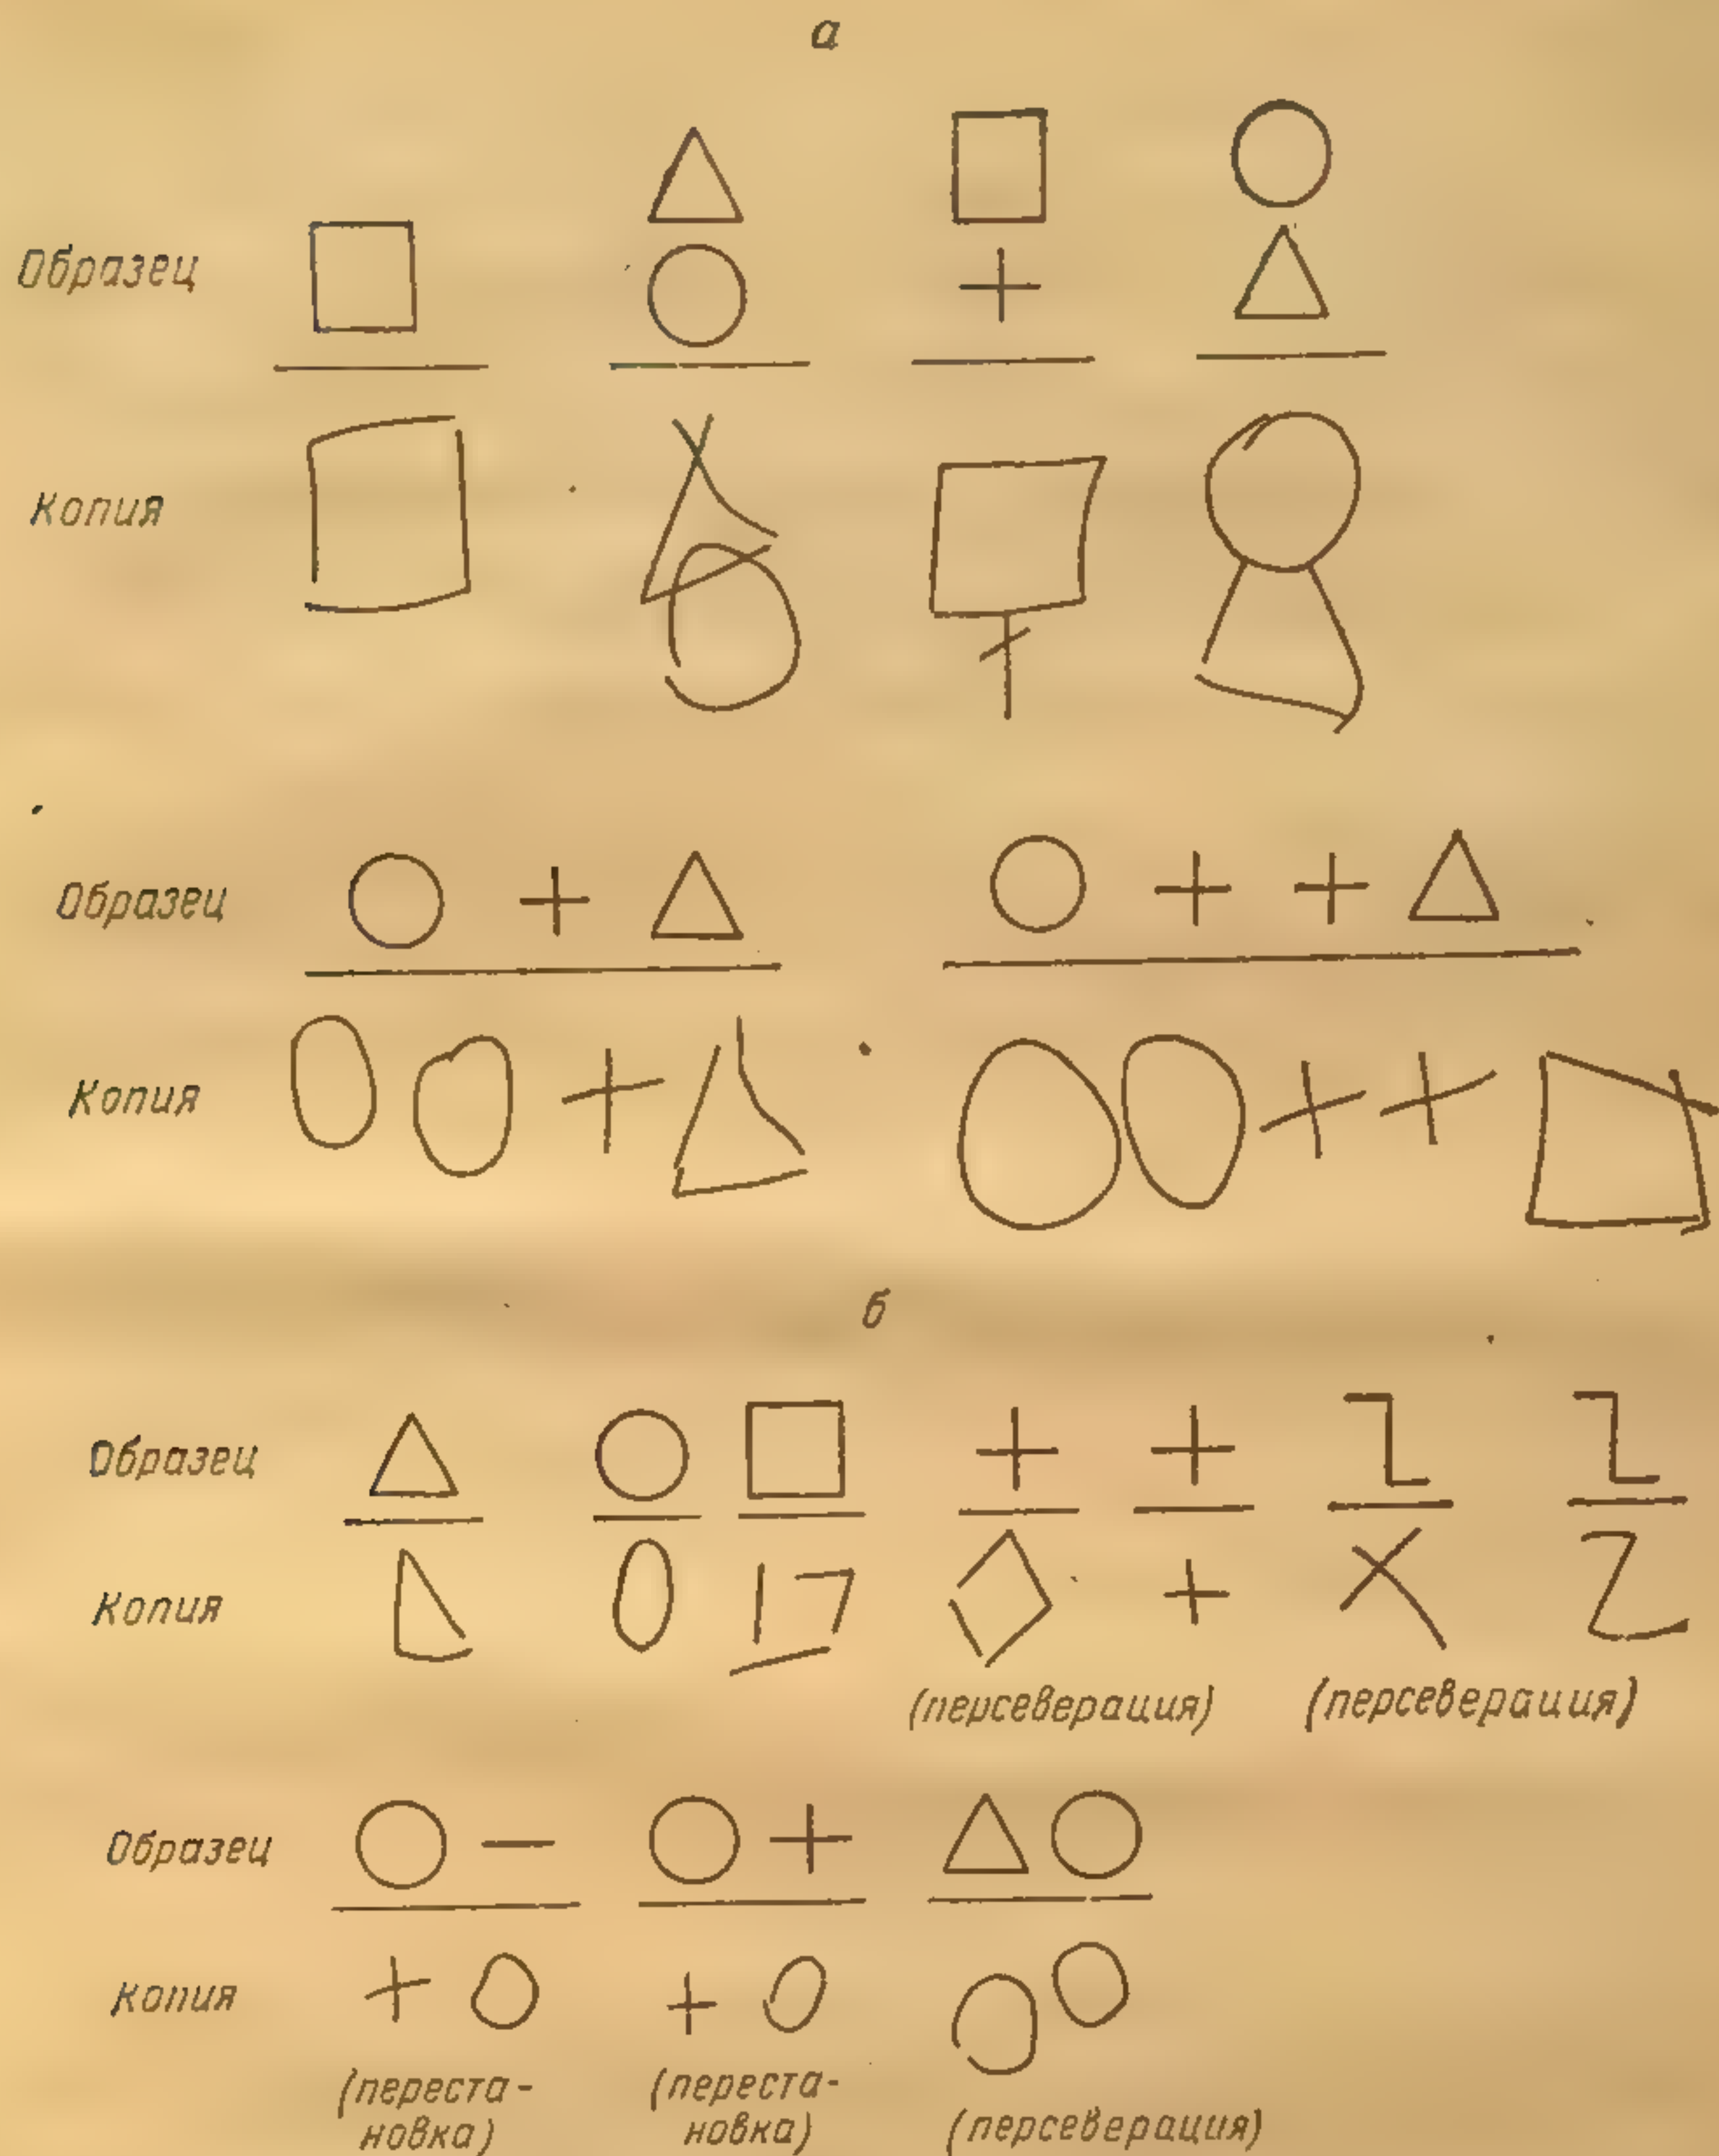 а
Образец
Копия
Образец
Копия
б
Образец
Копия
(персеверация) (персеверация)
Образец
Копия
(переста- (переста-
новка) новка) (персеверация)